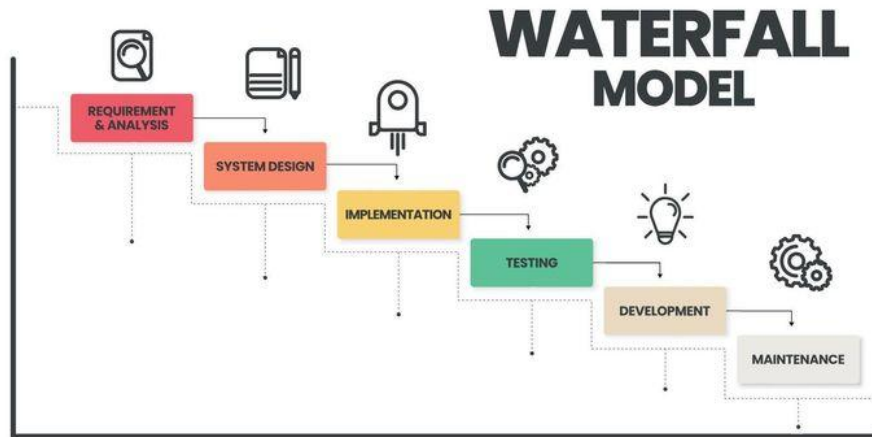 WATERFALL
MODEL
REQUIREMENT
& ANALYSIS
SYSTEM DESIGN
IMPLEMENTATION
TESTING
DEVELOPMENT
MAINTENANCE